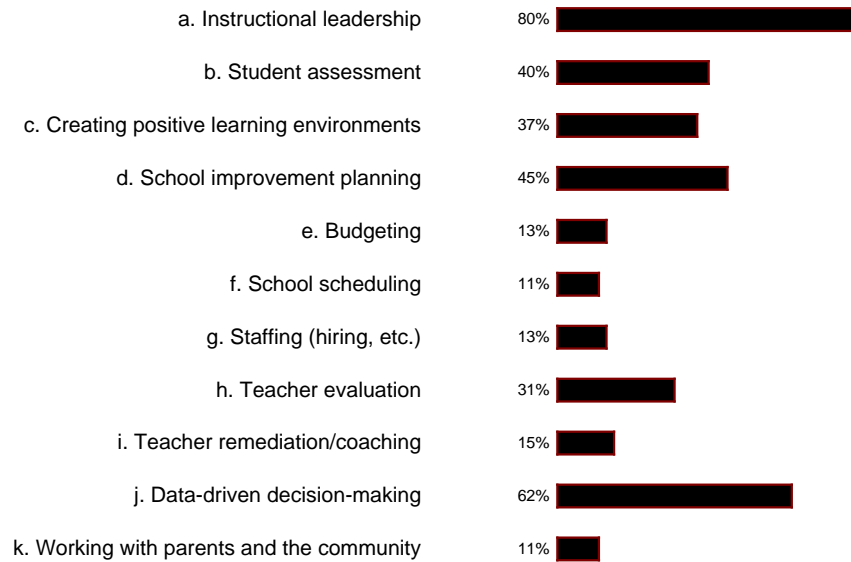 a. Instructional leadership 80%
b. Student assessment 40%
c. Creating positive learning environments 37%
d. School improvement planning 45%
e. Budgeting 13%
f. School scheduling 11%
g. Staffing (hiring, etc.) 13%
h. Teacher evaluation 31%
i. Teacher remediation/coaching 15%
j. Data-driven decision-making 62%
k. Working with parents and the community 11%